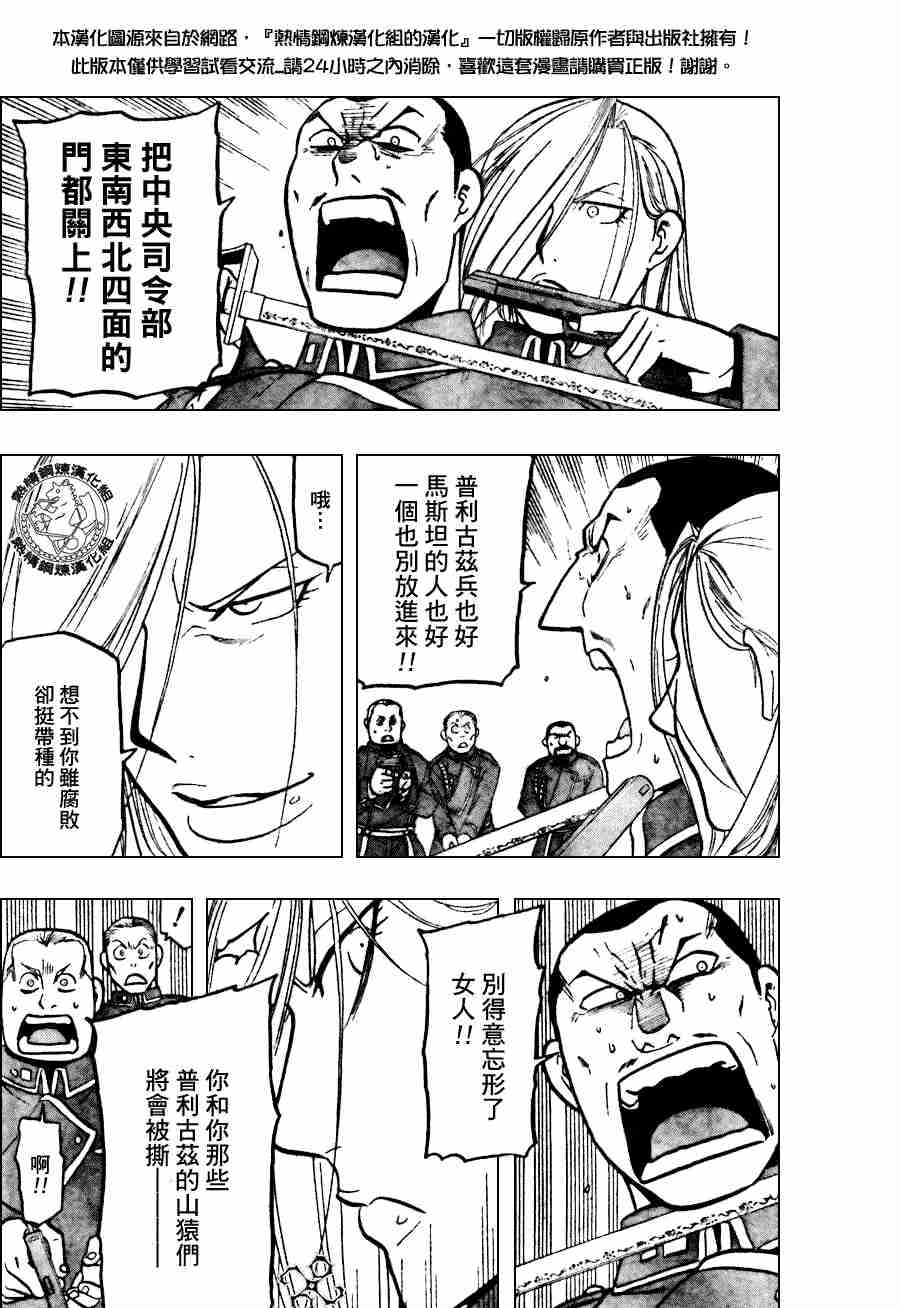 本漢化圖源來自於網路，『熱情鋼煉漢化組的漢化』一切版權歸原作者與出版社擁有！
此版本僅供學習試看交流_請24小時之內消除，喜歡這套漫畫請購買正版！謝謝。
把中央司令部
東南西北四面的
門都關上!!
普利古茲兵也好
馬斯坦的人也好
一個也別放進來!!
哦…
熱情鋼煉漢化組
熱情鋼煉漢化組
想不到你雖腐敗
卻挺帶種的
別得意忘形了
女人!!
你和你那些
普利古茲的山猿們
將會被撕——
!
啊!!